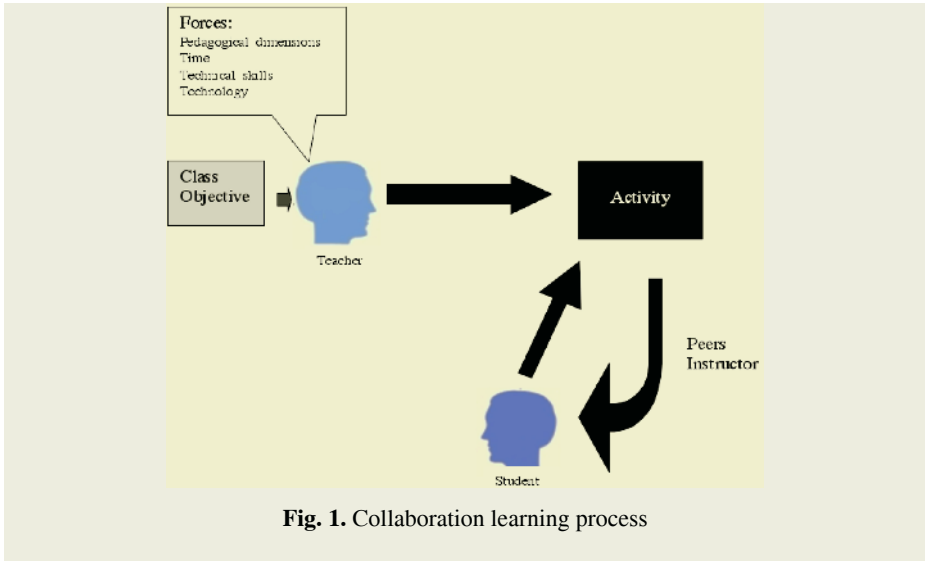 Forces:
Pedagogical dimensions
Time
Technical skills
Technology
Class
Objective
Teacher
Activity
Peers
Instructor
Student
Fig. 1. Collaboration learning process